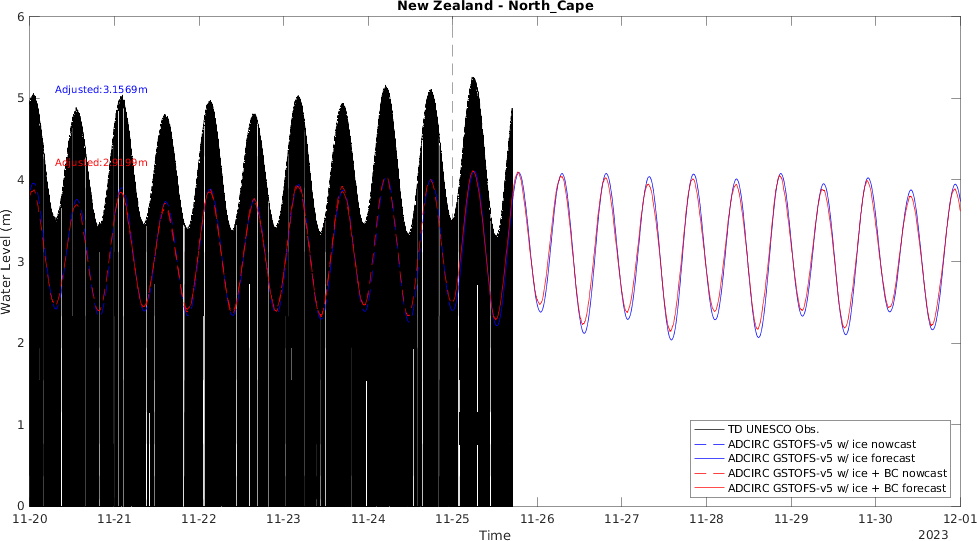 New Zealand - North_Cape
6
5
4
3
2
1
0
Water Level (m)
Adjusted:3.1569m
Adjusted:2.9199m
TD UNESCO Obs.
ADCIRC GSTOFS-v5 w/ ice nowcast
ADCIRC GSTOFS-v5 w/ ice forecast
ADCIRC GSTOFS-v5 w/ ice + BC nowcast
ADCIRC GSTOFS-v5 w/ ice + BC forecast
11-20 11-21 11-22 11-23 11-24 11-25 11-26 11-27 11-28 11-29 11-30 12-01
Time
2023